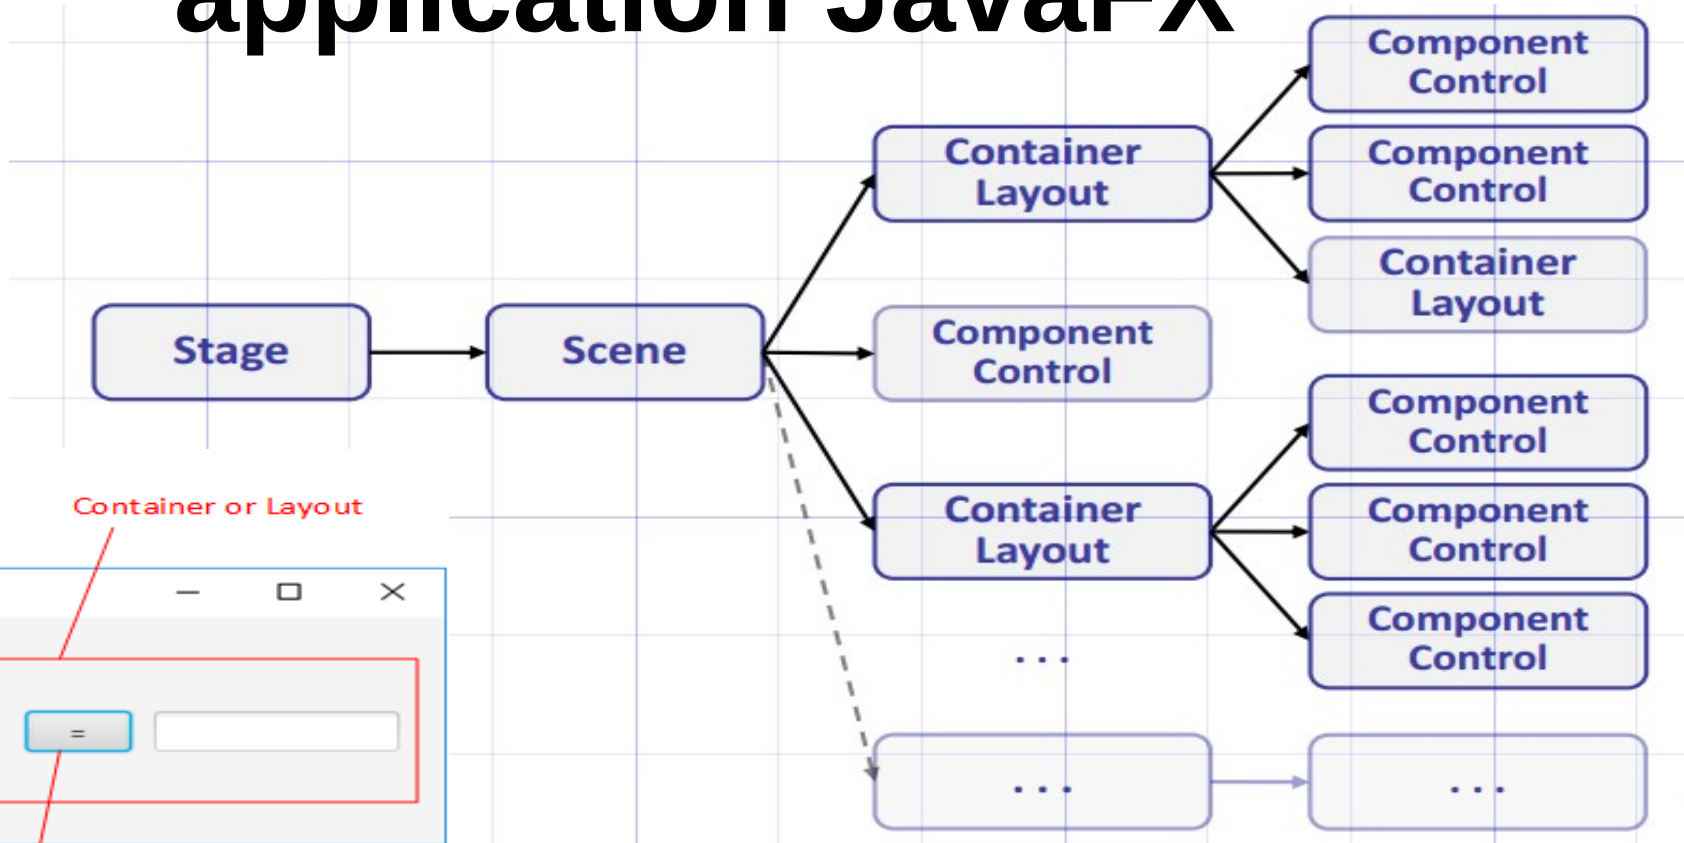 application JavaFX
Component
Control
Container
Layout
Component
Control
Container
Layout
Stage
Scene
Component
Control
Component
Control
Container
Layout
Component
Control
Component
Control
...
...
...
Container or Layout
=